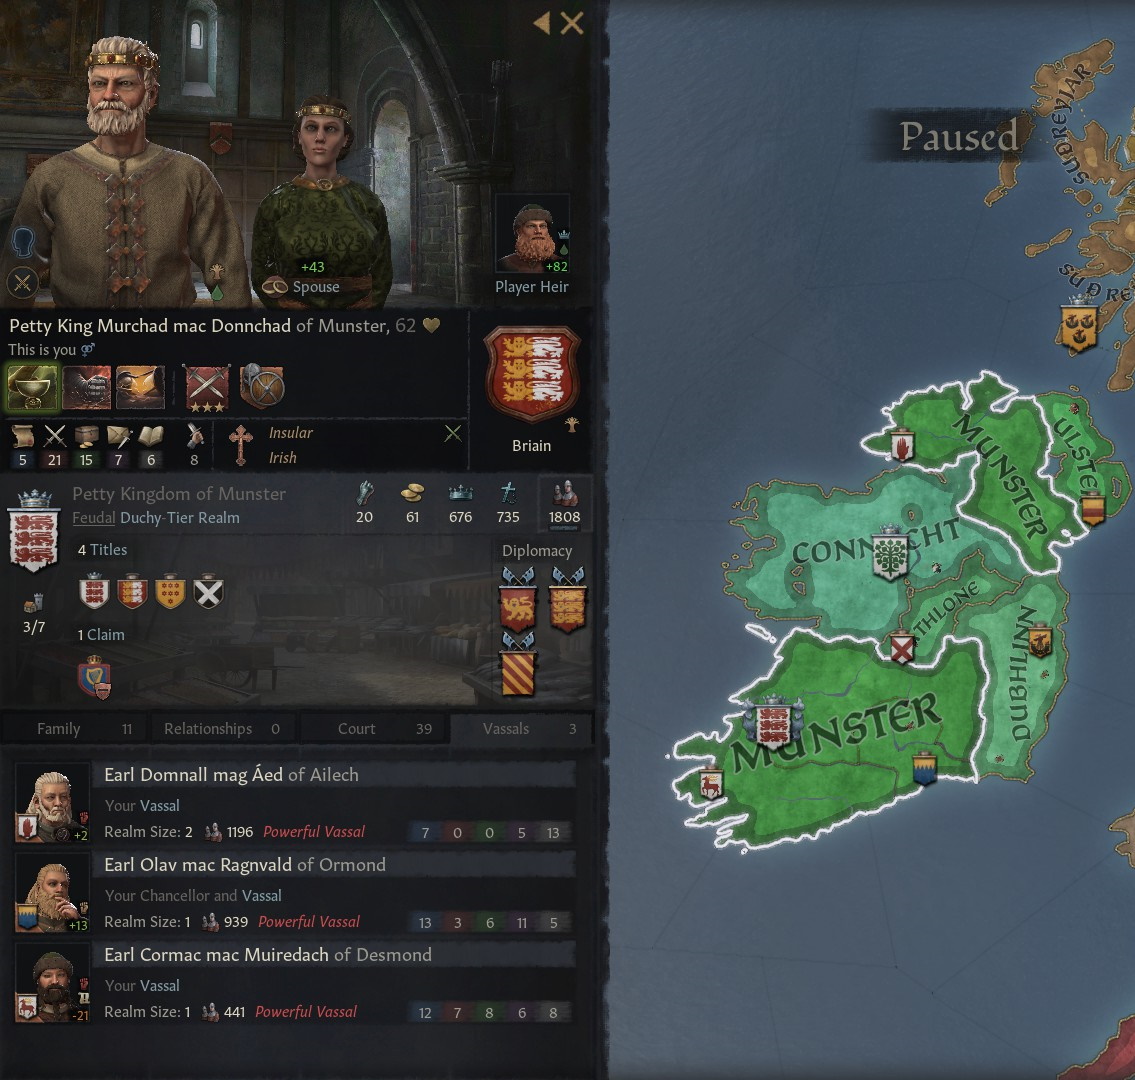 Paused
+43
Spouse
+82
Player Heir
Petty King Murchad mac Donnchad of Munster, 62
This is you
5 21 15 7 6 8
Insular
Irish
Briain
Petty Kingdom of Munster
Feudal Duchy-Tier Realm
20 61 676 735 1808
4 Titles
Diplomacy
3/7
1 Claim
Family 11 Relationships 0 Court 39 Vassals 3
Earl Domnall mag Áed of Ailech
Your Vassal
+2
Realm Size: 2 1196 Powerful Vassal 7 0 0 5 13
Earl Olav mac Ragnvald of Ormond
Your Chancellor and Vassal
+13
Realm Size: 1 939 Powerful Vassal 13 3 6 11 5
Earl Cormac mac Muiredach of Desmond
Your Vassal
-21
Realm Size: 1 441 Powerful Vassal 12 7 8 6 8
SUÐREYJAR
SUÐRE
MUNSTER
ULSTE
CONNACHT
ATHLONE
DUBHLINN
MUNSTER